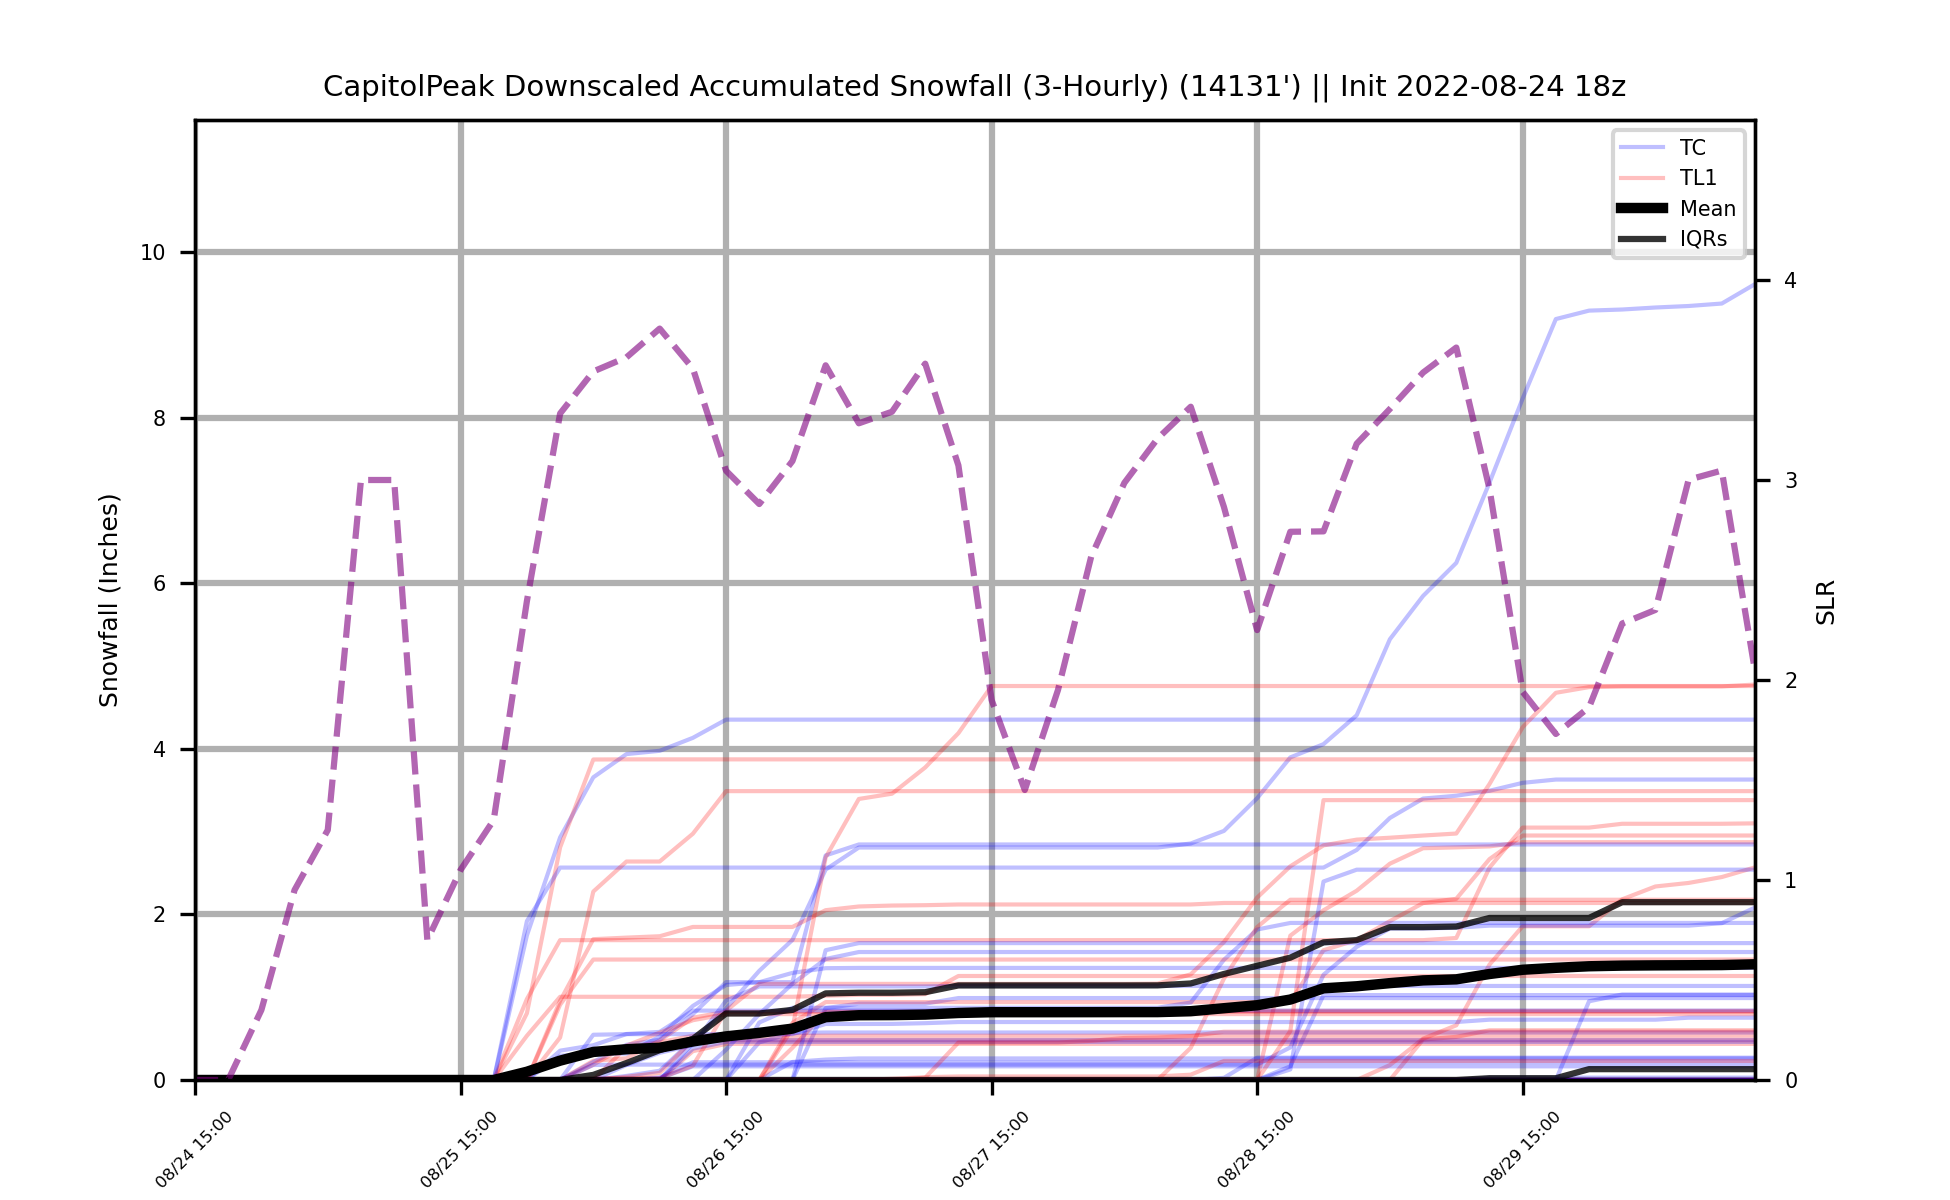 CapitolPeak Downscaled Accumulated Snowfall (3-Hourly) (14131') || Init 2022-08-24 18z
TC
TL1
Mean
IQRs
Snowfall (Inches)
10
8
6
4
2
0
SLR
4
3
2
1
0
08/24 15:00
08/25 15:00
08/26 15:00
08/27 15:00
08/28 15:00
08/29 15:00